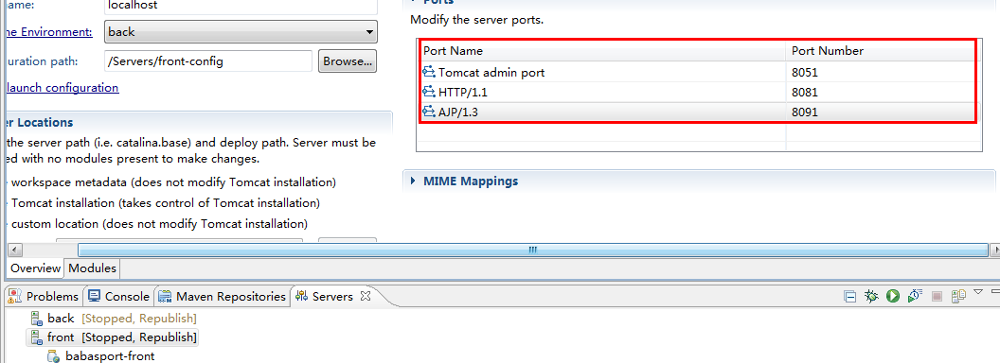 name: localhost
me Environment: back
uration path: /Servers/front-config Browse...
launch configuration
er Locations
the server path (i.e. catalina.base) and deploy path. Server must be
ed with no modules present to make changes.
workspace metadata (does not modify Tomcat installation)
Tomcat installation (takes control of Tomcat installation)
custom location (does not modify Tomcat installation)
Ports
Modify the server ports.
Port Name Port Number
Tomcat admin port 8051
HTTP/1.1 8081
AJP/1.3 8091
MIME Mappings
Overview Modules
Problems Console Maven Repositories Servers
back [Stopped, Republish]
front [Stopped, Republish]
babasport-front